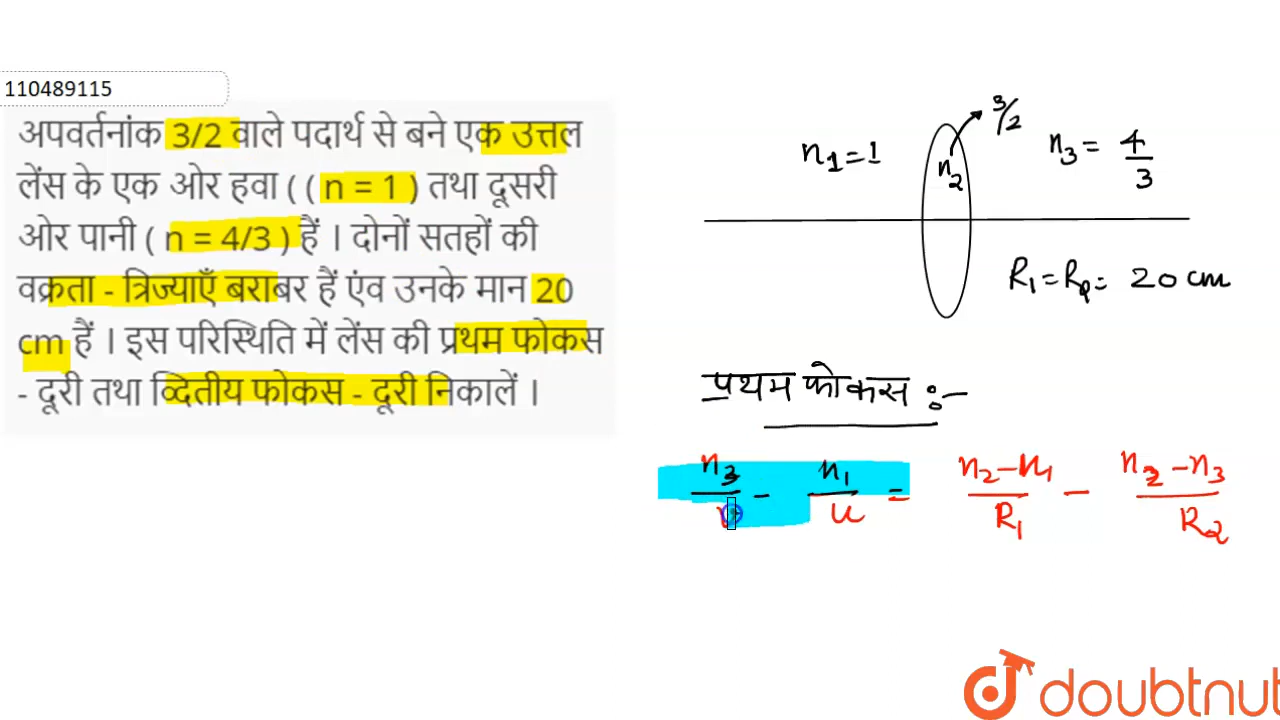 110489115
अपवर्तनांक 3/2 वाले पदार्थ से बने एक उत्तल
लेंस के एक ओर हवा ( ( n = 1 ) तथा दूसरी
ओर पानी ( n = 4/3 ) हैं । दोनों सतहों की
वक्रता - त्रिज्याएँ बराबर हैं एंव उनके मान 20
cm हैं । इस परिस्थिति में लेंस की प्रथम फोकस
- दूरी तथा व्दितीय फोकस - दूरी निकालें ।
n₁ = 1
n₂
3/2
n₃ = 4/3
R₁ = R₂ = 20 cm
प्रथम फोकस :-
n₃/v - n₁/u = n₂-n₁/R₁ - n₂-n₃/R₂
doubtnut